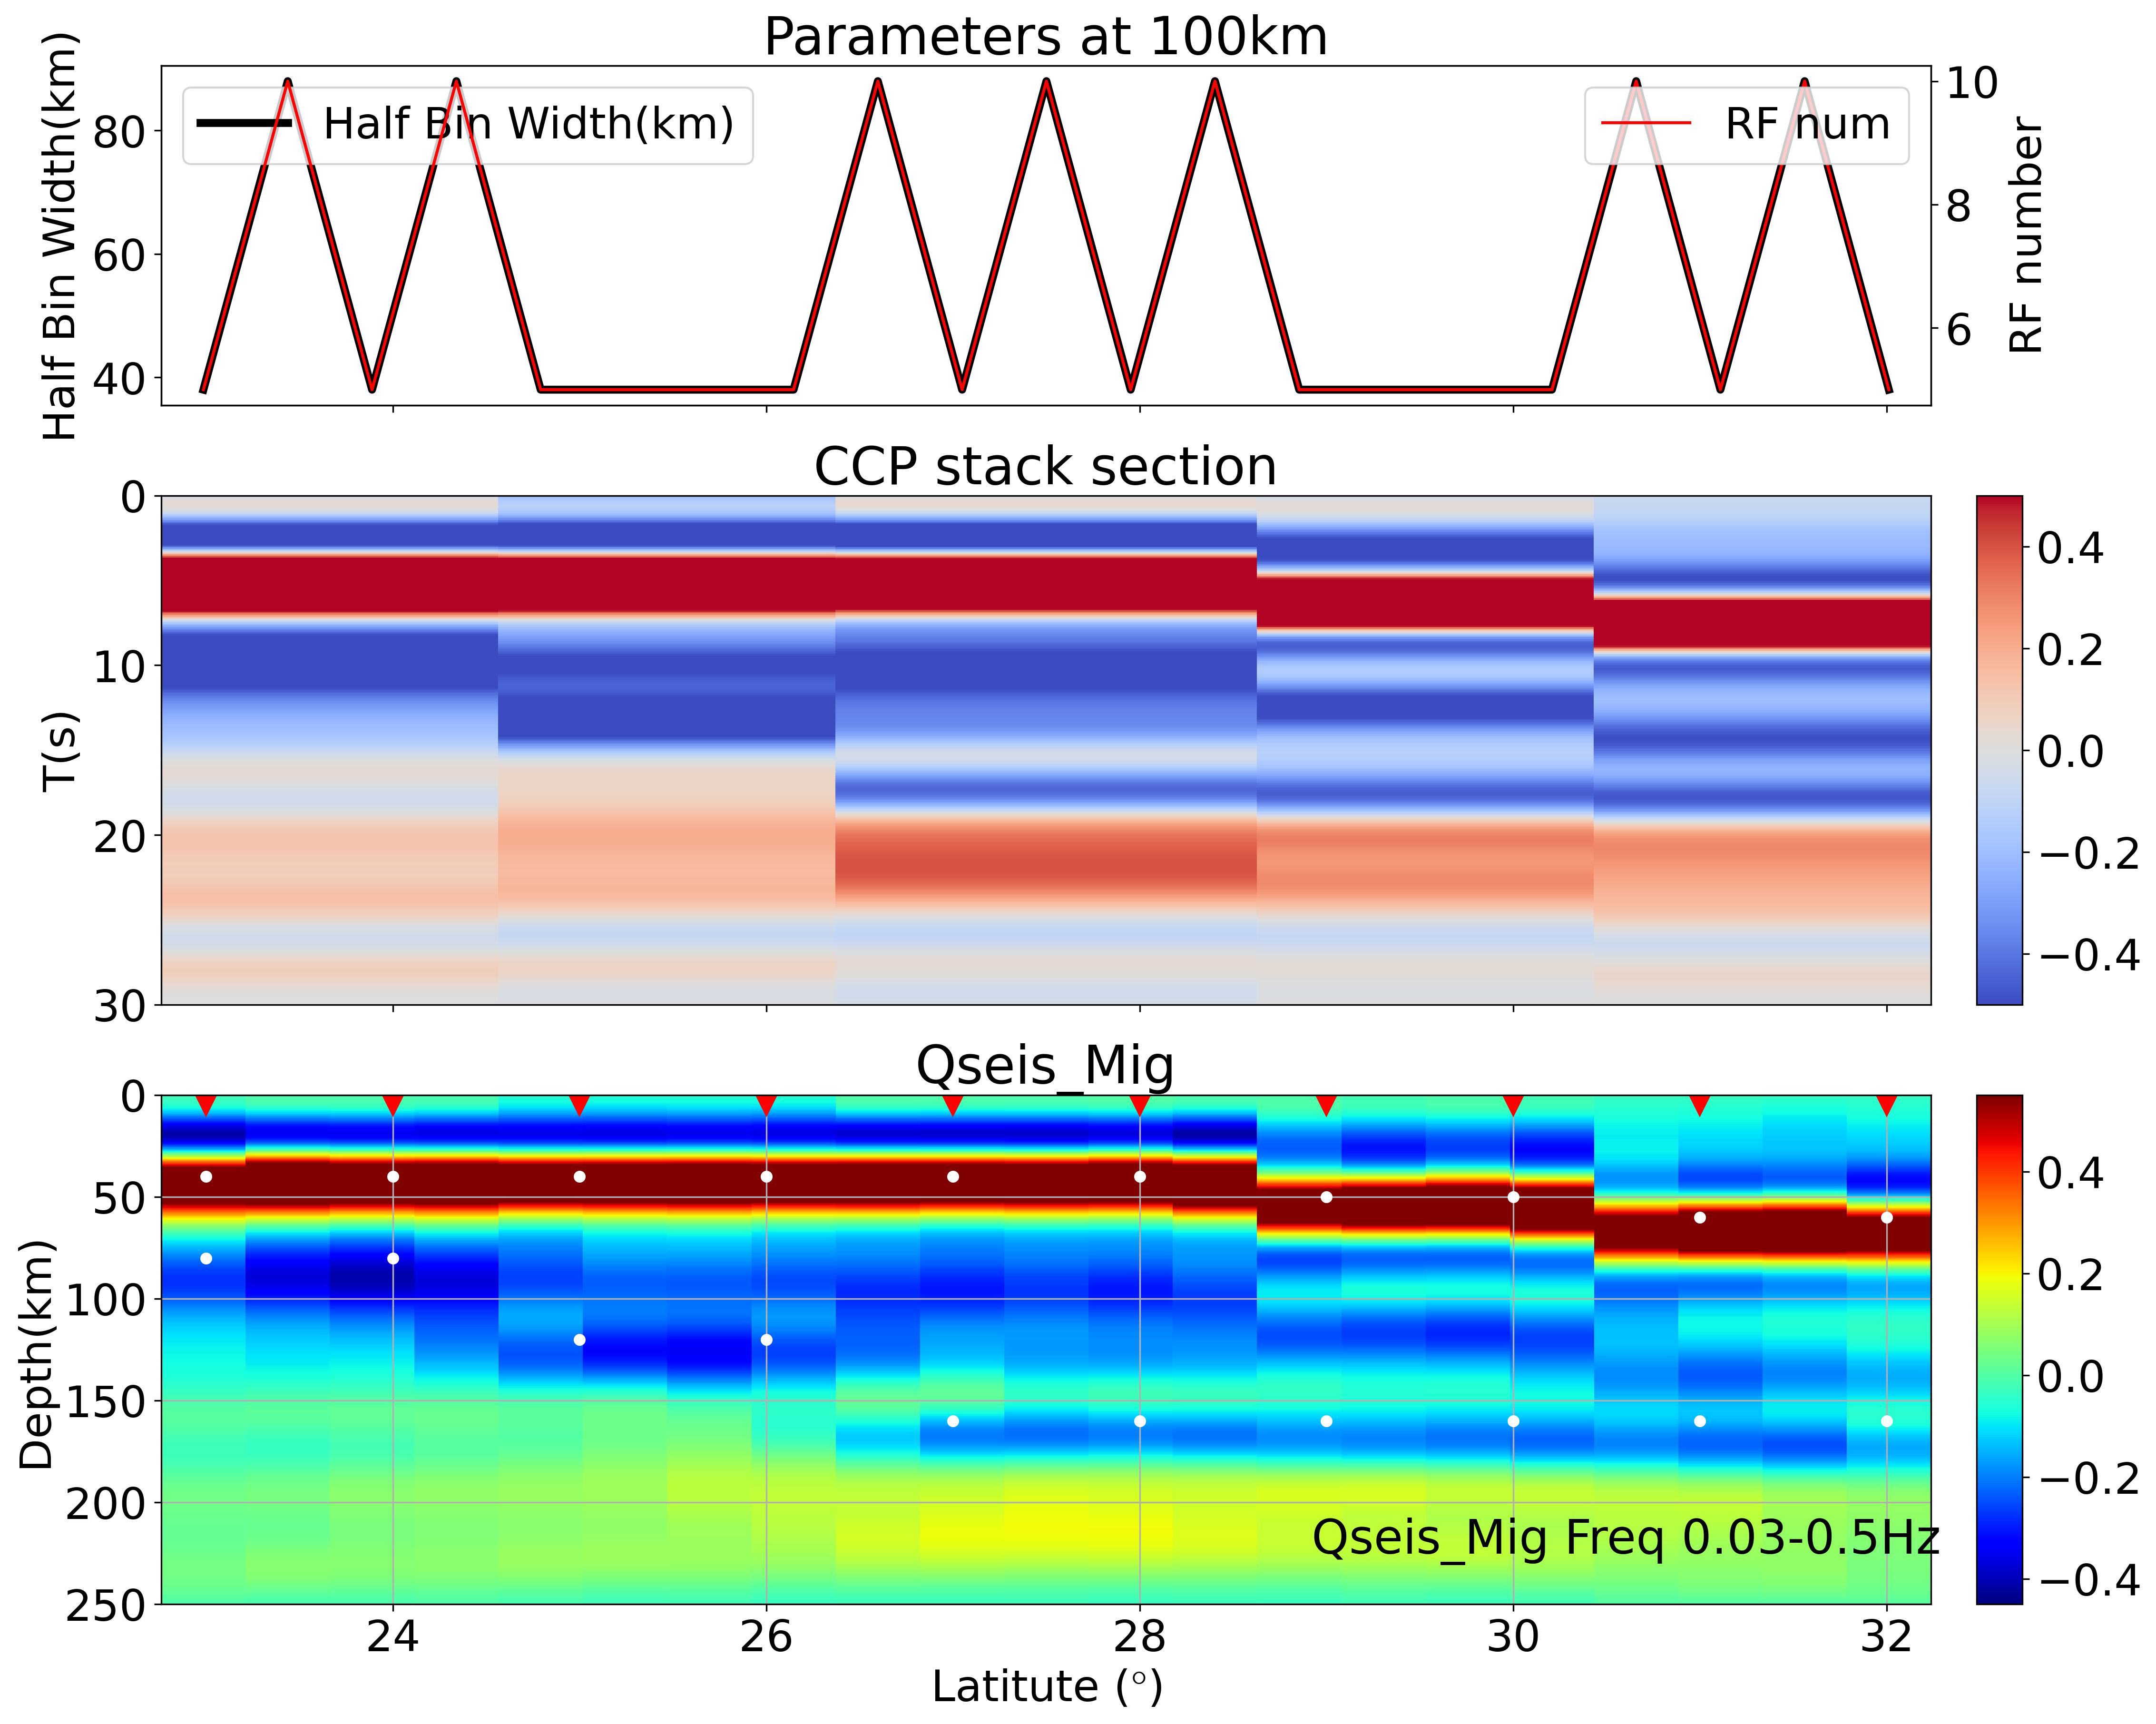 Parameters at 100km
Half Bin Width(km)
80
60
40
Half Bin Width(km)
RF num
10
8
6
RF number
CCP stack section
T(s)
0
10
20
30
0.4
0.2
0.0
−0.2
−0.4
Qseis_Mig
Depth(km)
0
50
100
150
200
250
Qseis_Mig Freq 0.03-0.5Hz
0.4
0.2
0.0
−0.2
−0.4
24 26 28 30 32
Latitute (°)